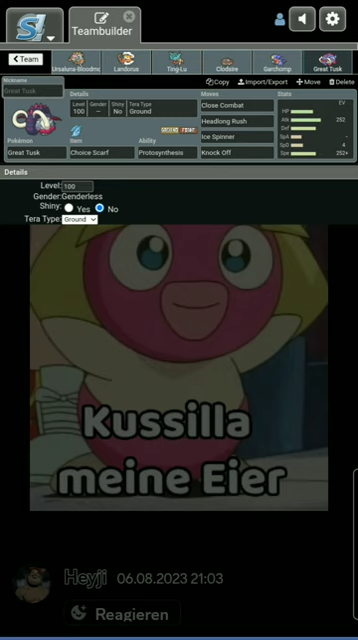 Teambuilder
Team
Ursaluna-Bloodmo
Landorus
Ting-Lu
Clodsire
Garchomp
Great Tusk
Nickname
Great Tusk
Copy Import/Export Move Delete
Details
Level Gender Shiny Tera Type
100 – No Ground
Pokémon
Great Tusk
Item
Choice Scarf
Ability
Protosynthesis
Moves
Close Combat
Headlong Rush
Ice Spinner
Knock Off
Stats
EV
HP
Atk 252
Def
SpA -
SpD 4
Spe 252+
Details
Level: 100
Gender: Genderless
Shiny: Yes No
Tera Type: Ground
Kussilla
meine Eier
Heyji 06.08.2023 21:03
Reagieren